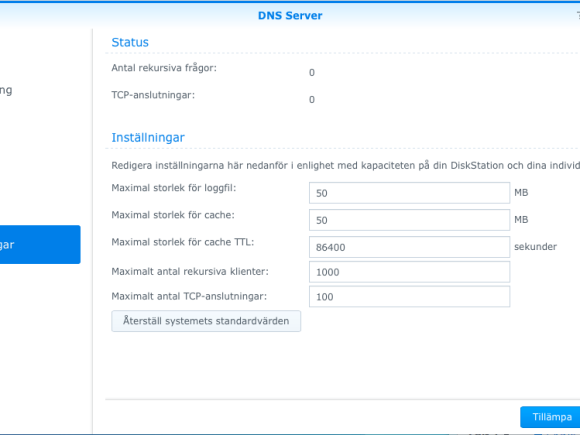 DNS Server
Status
Antal rekursiva frågor: 0
TCP-anslutningar: 0
Inställningar
Redigera inställningarna här nedanför i enlighet med kapaciteten på din DiskStation och dina individ
Maximal storlek för loggfil: 50 MB
Maximal storlek för cache: 50 MB
Maximal storlek för cache TTL: 86400 sekunder
Maximalt antal rekursiva klienter: 1000
Maximalt antal TCP-anslutningar: 100
Återställ systemets standardvärden
Tillämpa